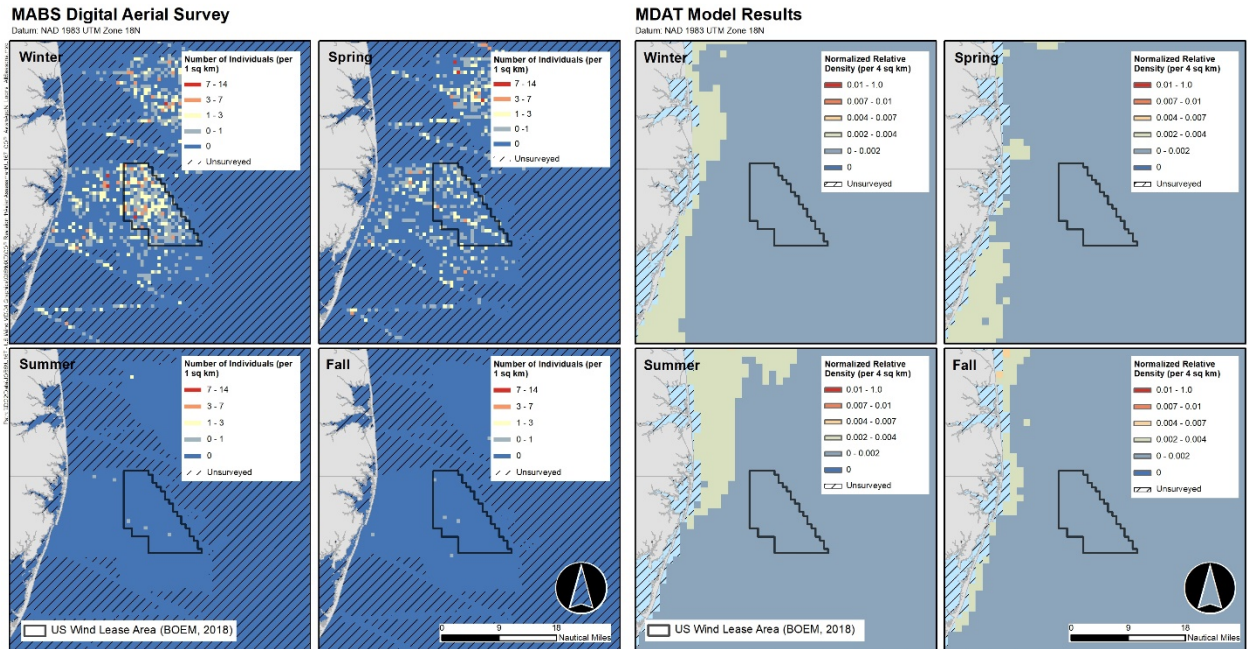 MABS Digital Aerial Survey
Datum: NAD 1983 UTM Zone 18N
Winter
Number of Individuals (per
1 sq km)
7 - 14
3 - 7
1 - 3
0 - 1
0
Unsurveyed
Spring
Number of Individuals (per
1 sq km)
7 - 14
3 - 7
1 - 3
0 - 1
0
Unsurveyed
Summer
Number of Individuals (per
1 sq km)
7 - 14
3 - 7
1 - 3
0 - 1
0
Unsurveyed
US Wind Lease Area (BOEM, 2018)
Fall
Number of Individuals (per
1 sq km)
7 - 14
3 - 7
1 - 3
0 - 1
0
Unsurveyed
0 9 18
Nautical Miles
MDAT Model Results
Datum: NAD 1983 UTM Zone 18N
Winter
Normalized Relative
Density (per 4 sq km)
0.01 - 1.0
0.007 - 0.01
0.004 - 0.007
0.002 - 0.004
0 - 0.002
0
Unsurveyed
Spring
Normalized Relative
Density (per 4 sq km)
0.01 - 1.0
0.007 - 0.01
0.004 - 0.007
0.002 - 0.004
0 - 0.002
0
Unsurveyed
Summer
Normalized Relative
Density (per 4 sq km)
0.01 - 1.0
0.007 - 0.01
0.004 - 0.007
0.002 - 0.004
0 - 0.002
0
Unsurveyed
US Wind Lease Area (BOEM, 2018)
Fall
Normalized Relative
Density (per 4 sq km)
0.01 - 1.0
0.007 - 0.01
0.004 - 0.007
0.002 - 0.004
0 - 0.002
0
Unsurveyed
0 9 18
Nautical Miles